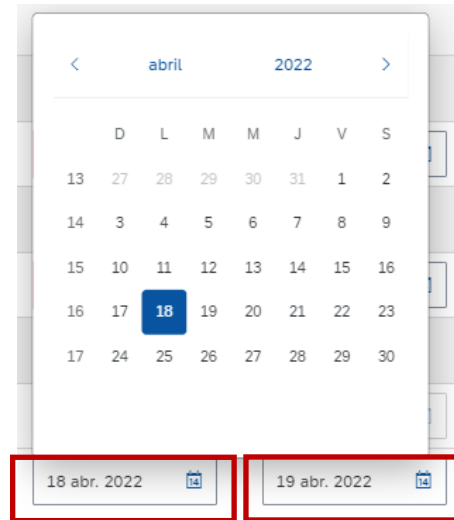 abril 2022
D L M M J V S
13 27 28 29 30 31 1 2
14 3 4 5 6 7 8 9
15 10 11 12 13 14 15 16
16 17 18 19 20 21 22 23
17 24 25 26 27 28 29 30
18 abr. 2022 14 19 abr. 2022 14